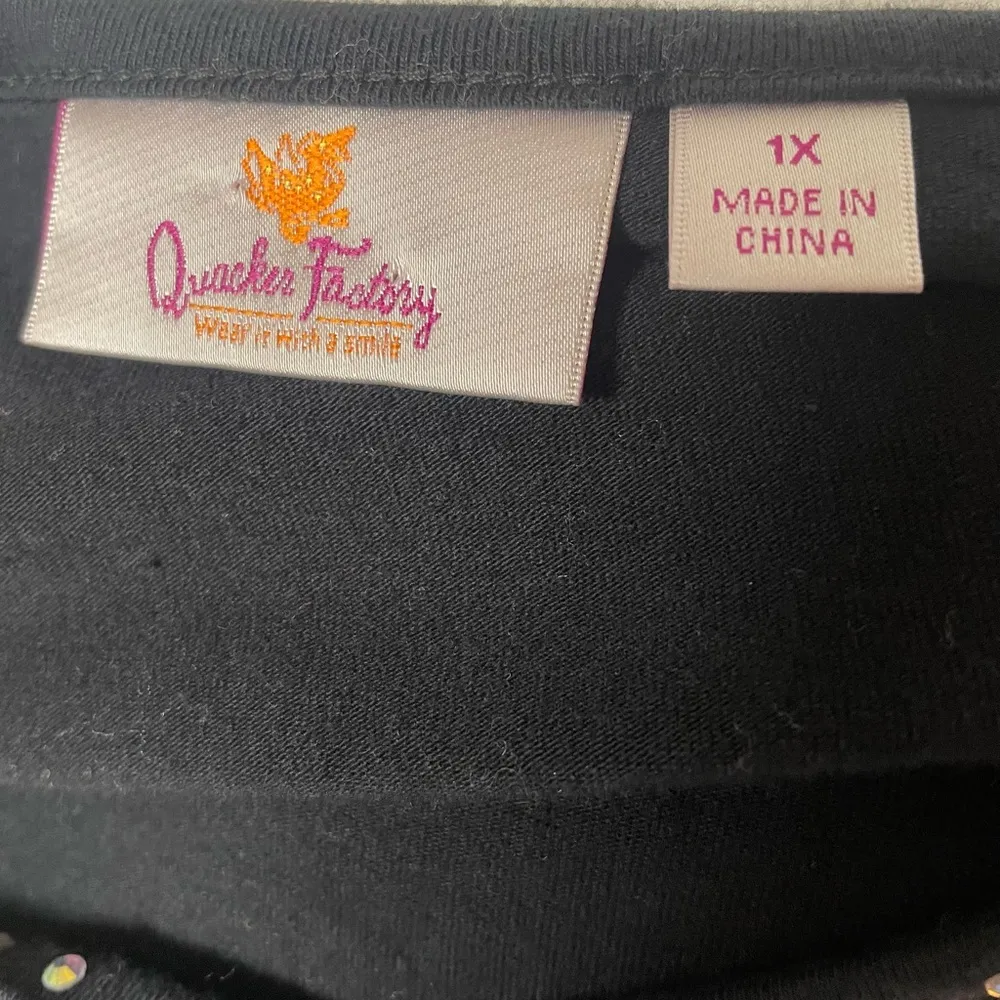 Quacker Factory
Wear it with a smile
1X
MADE IN
CHINA